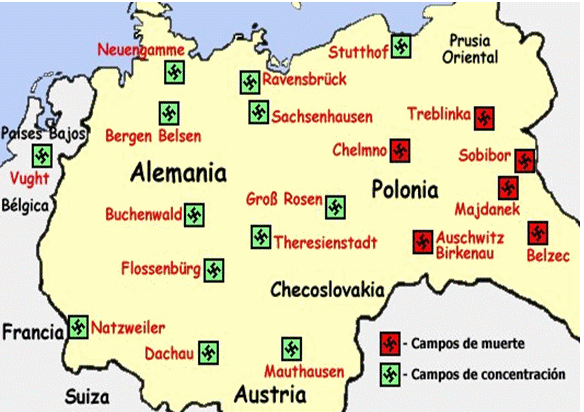 Neuengamme
Stutthof
Prusia
Oriental
Ravensbrück
Sachsenhausen
Treblinka
Países Bajos
Bergen Belsen
Chelmno
Sobibor
Vught
Alemania
Polonia
Bélgica
Buchenwald
Groß Rosen
Majdanek
Theresienstadt
Auschwitz
Birkenau
Belzec
Flossenbürg
Checoslovakia
Francia
Natzweiler
Dachau
Mauthausen
- Campos de muerte
- Campos de concentración
Suiza
Austria